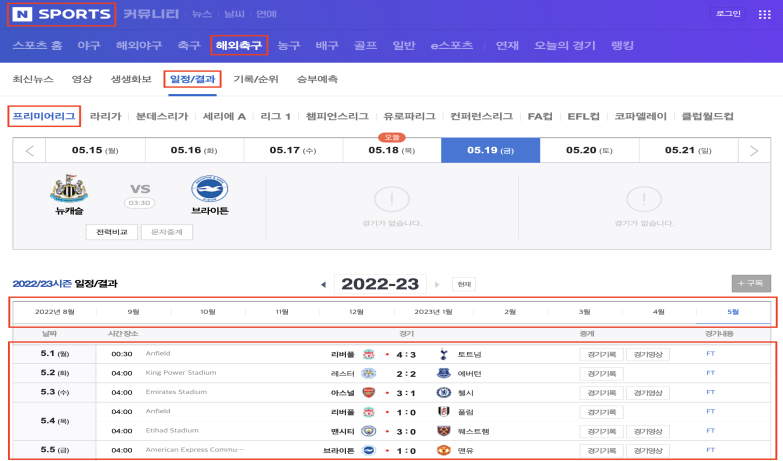 N SPORTS 커뮤니티 뉴스 날씨 연예 로그인
스포츠 홈 야구 해외야구 축구 해외축구 농구 배구 골프 일반 e스포츠 연재 오늘의 경기 랭킹
최신뉴스 영상 생생화보 일정/결과 기록/순위 승부예측
프리미어리그 라리가 분데스리가 세리에 A 리그 1 챔피언스리그 유로파리그 컨퍼런스리그 FA컵 EFL컵 코파델레이 클럽월드컵
오늘
05.15 (월) 05.16 (화) 05.17 (수) 05.18 (목) 05.19 (금) 05.20 (토) 05.21 (일)
뉴캐슬 VS 03:30 브라이튼
경기가 없습니다. 경기가 없습니다.
전력비교 문자중계
2022/23시즌 일정/결과 2022-23 현재 + 구독
2022년 8월 9월 10월 11월 12월 2023년 1월 2월 3월 4월 5월
날짜 시간 장소 경기 중계 경기내용
5.1 (월) 00:30 Anfield 리버풀 4 : 3 토트넘 경기기록 경기영상 FT
5.2 (화) 04:00 King Power Stadium 레스터 2 : 2 에버턴 경기기록 FT
5.3 (수) 04:00 Emirates Stadium 아스널 3 : 1 첼시 경기기록 경기영상 FT
5.4 (목) 04:00 Anfield 리버풀 1 : 0 풀럼 경기기록 FT
04:00 Etihad Stadium 맨시티 3 : 0 웨스트햄 경기기록 경기영상 FT
5.5 (금) 04:00 American Express Commu··· 브라이튼 1 : 0 맨유 경기기록 경기영상 FT